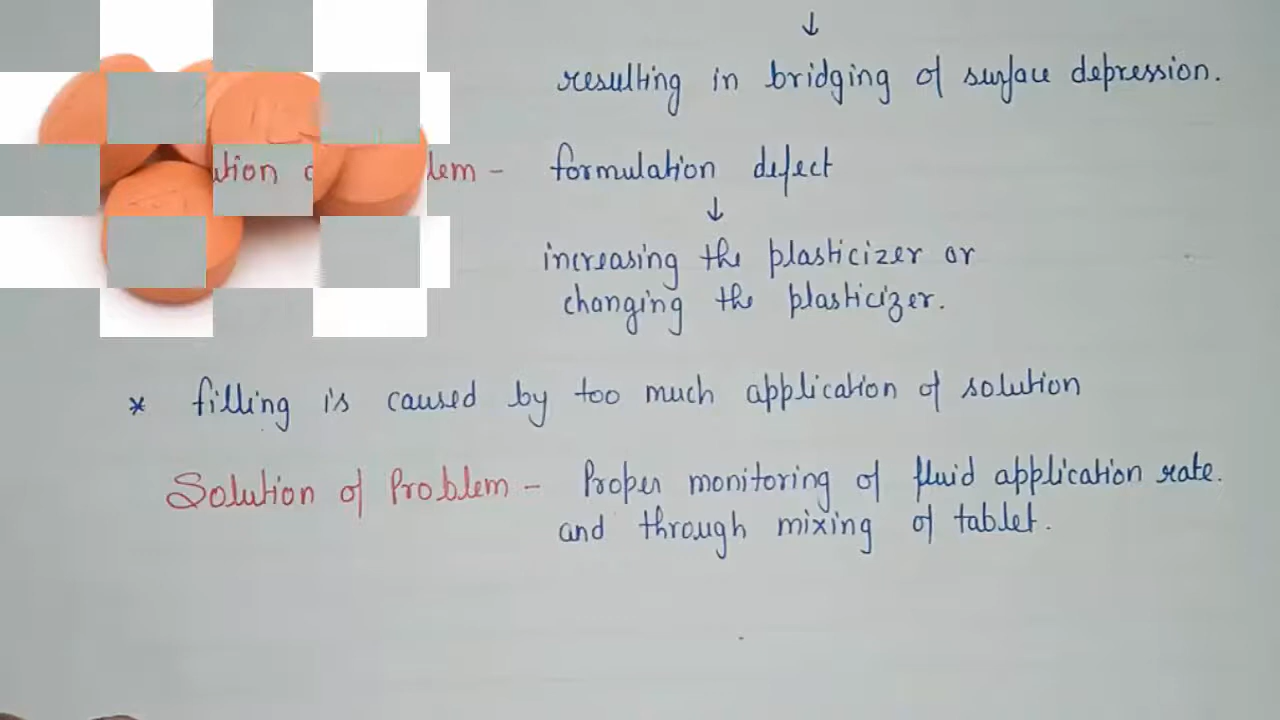 ↓
resulting in bridging of surface depression.
formulation defect
↓
increasing the plasticizer or
changing the plasticizer.
* filling is caused by too much application of solution
Solution of Problem - Proper monitoring of fluid application rate.
and through mixing of tablet.